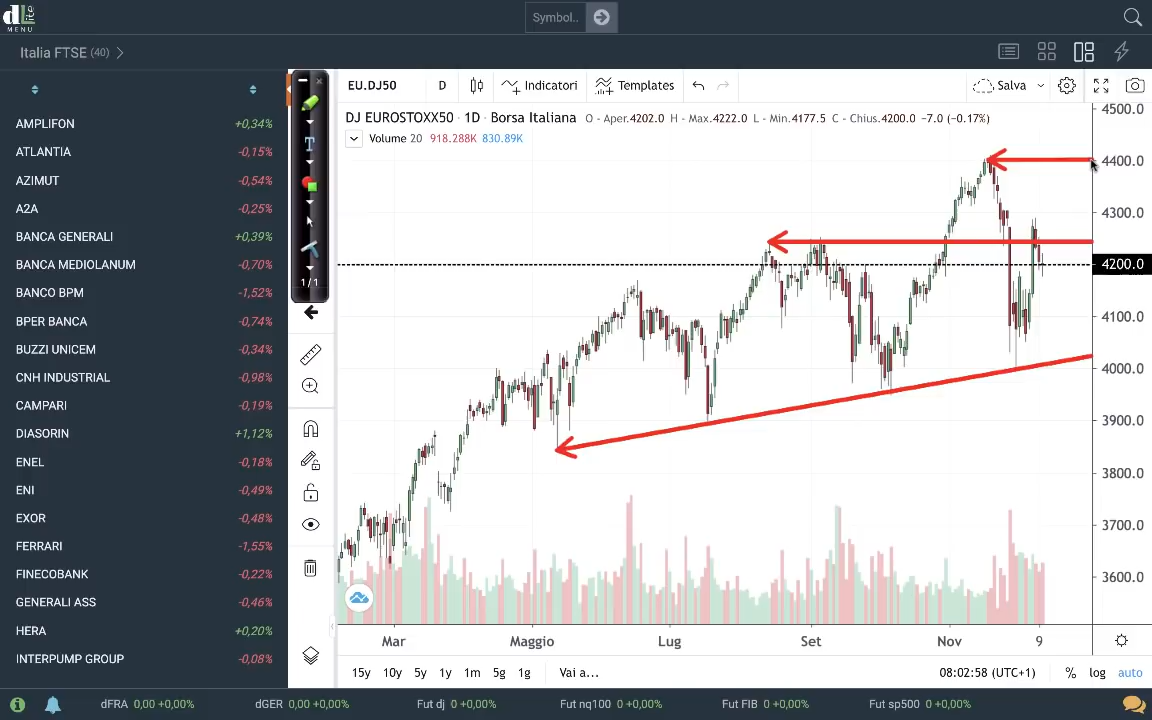 dLite
MENU
Symbol..
Italia FTSE (40)
EU.DJ50 D Indicatori Templates Salva
DJ EUROSTOXX50 · 1D · Borsa Italiana O - Aper.4202.0 H - Max.4222.0 L - Min.4177.5 C - Chius.4200.0 −7.0 (−0.17%)
Volume 20 918.288K 830.89K
AMPLIFON +0,34%
ATLANTIA -0,15%
AZIMUT -0,54%
A2A -0,25%
BANCA GENERALI +0,39%
BANCA MEDIOLANUM -0,70%
BANCO BPM -1,52%
BPER BANCA -0,74%
BUZZI UNICEM -0,34%
CNH INDUSTRIAL -0,98%
CAMPARI -0,19%
DIASORIN +1,12%
ENEL -0,18%
ENI -0,49%
EXOR -0,48%
FERRARI -1,55%
FINECOBANK -0,22%
GENERALI ASS -0,46%
HERA +0,20%
INTERPUMP GROUP -0,08%
T
1/1
4500.0
4400.0
4300.0
4200.0
4100.0
4000.0
3900.0
3800.0
3700.0
3600.0
Mar Maggio Lug Set Nov 9
15y 10y 5y 1y 1m 5g 1g Vai a... 08:02:58 (UTC+1) % log auto
dFRA 0,00 +0,00% dGER 0,00 +0,00% Fut dj 0 +0,00% Fut nq100 0 +0,00% Fut FIB 0 +0,00% Fut sp500 0 +0,00%